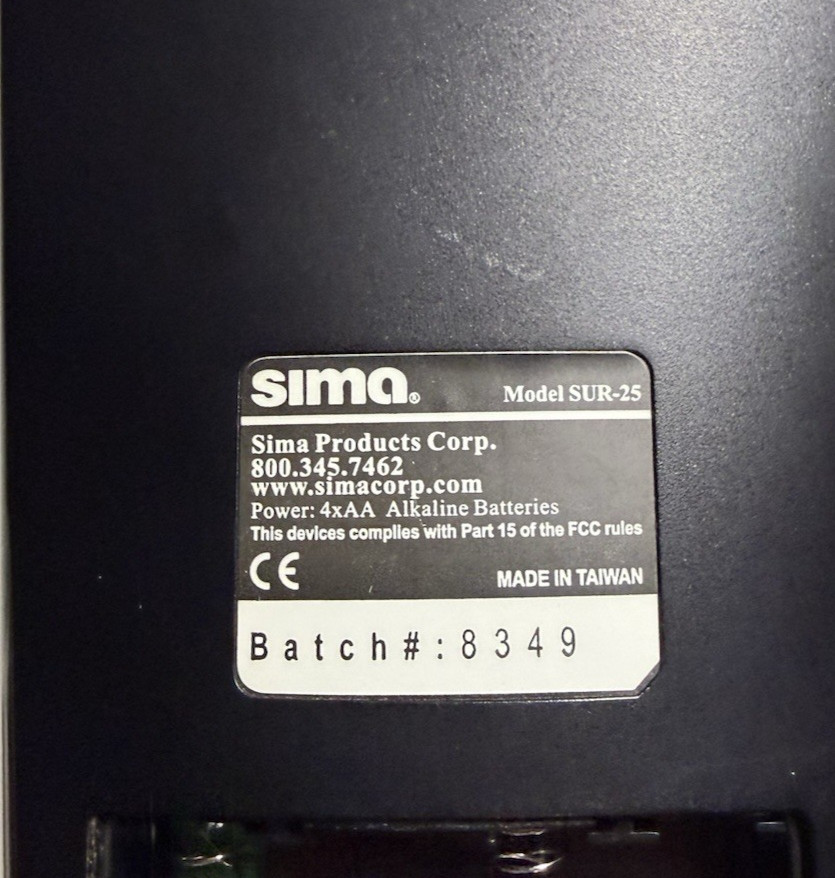 sima®
Model SUR-25
Sima Products Corp.
800.345.7462
www.simacorp.com
Power: 4xAA Alkaline Batteries
This devices complies with Part 15 of the FCC rules
CE
MADE IN TAIWAN
Batch#:8349